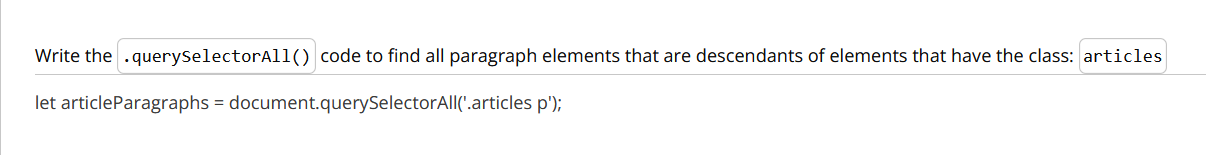 Write the .querySelectorAll() code to find all paragraph elements that are descendants of elements that have the class: articles
let articleParagraphs = document.querySelectorAll('.articles p');